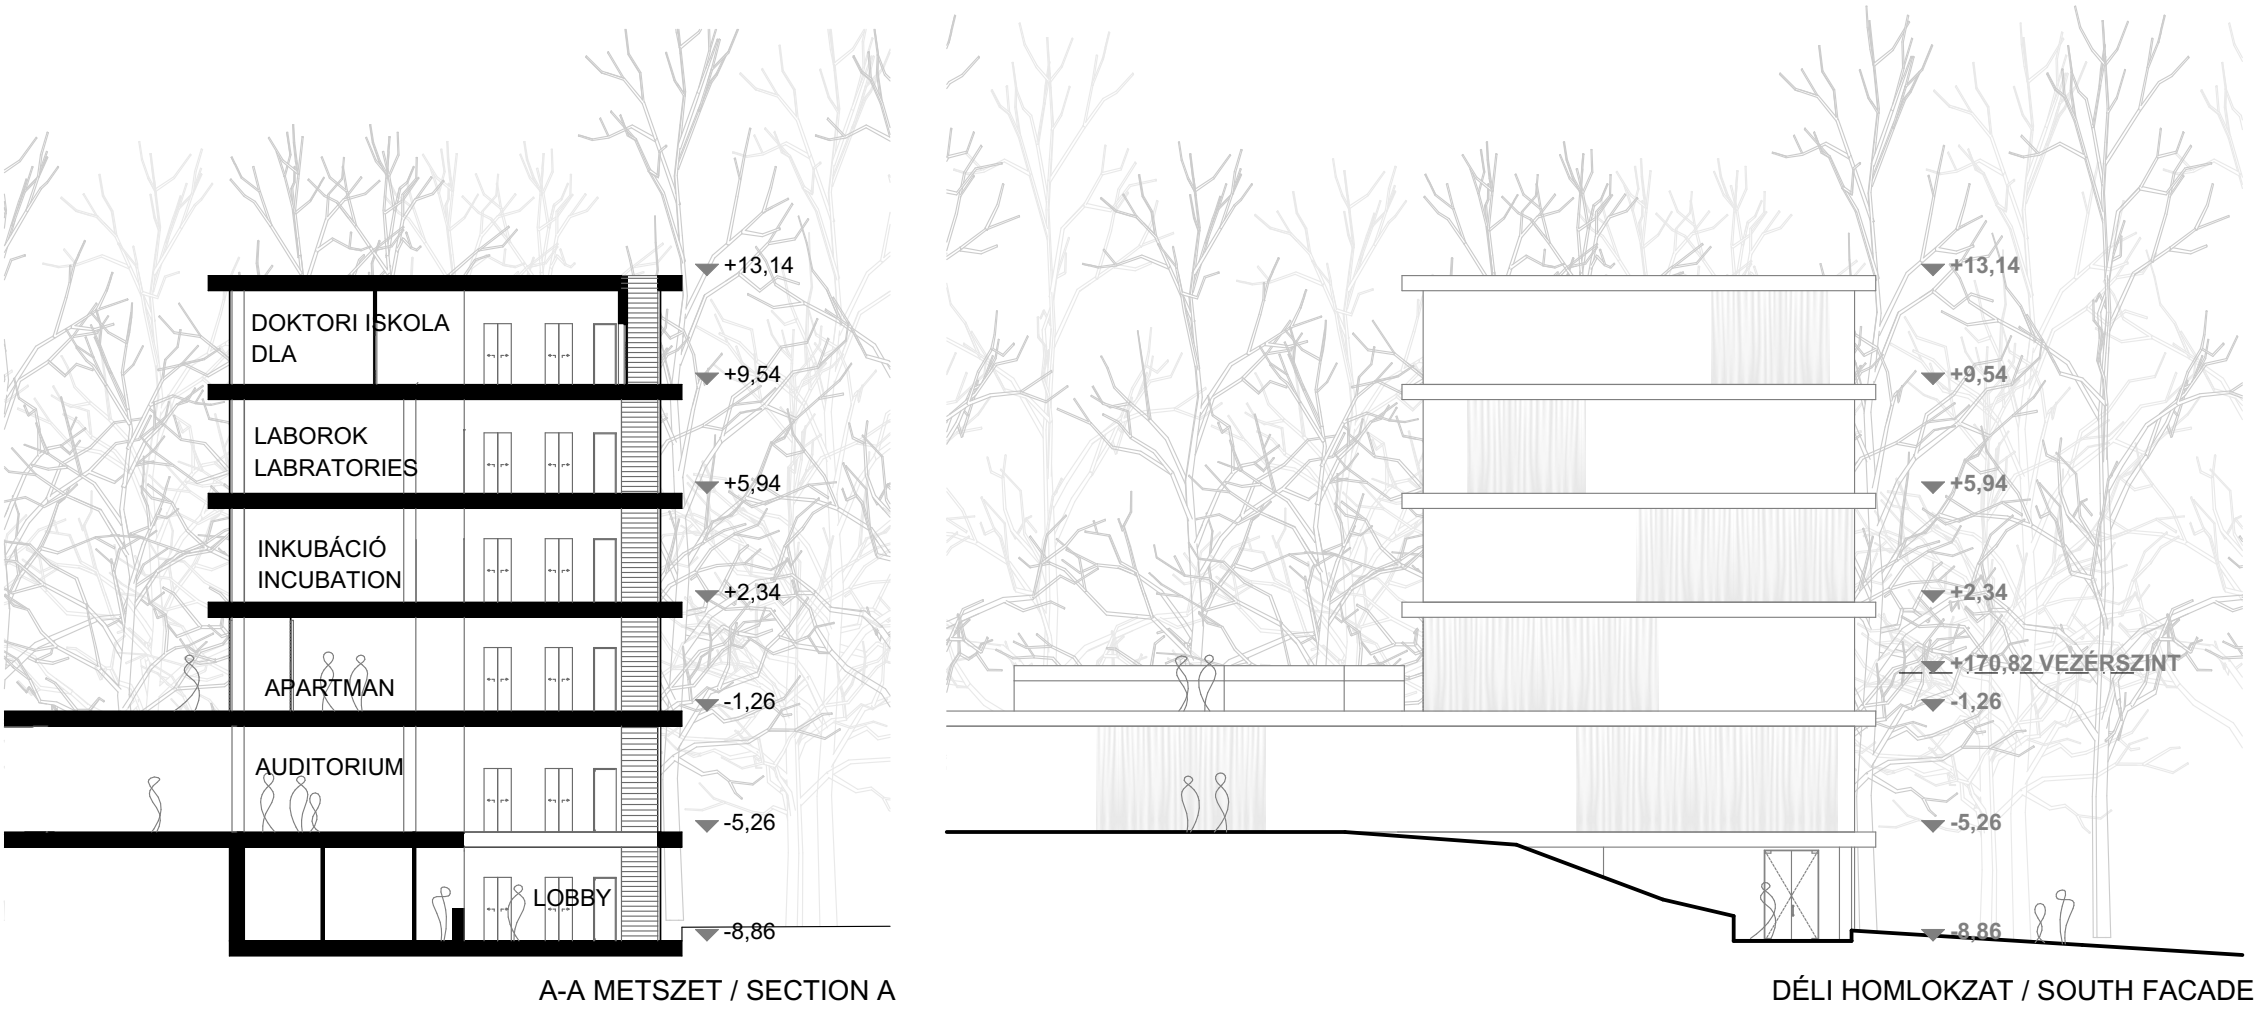 +13,14
DOKTORI ISKOLA
DLA
+9,54
LABOROK
LABRATORIES
+5,94
INKUBÁCIÓ
INCUBATION
+2,34
APARTMAN
-1,26
AUDITORIUM
-5,26
LOBBY
-8,86
A-A METSZET / SECTION A
+13,14
+9,54
+5,94
+2,34
+170,82 VEZÉRSZINT
-1,26
-5,26
-8,86
DÉLI HOMLOKZAT / SOUTH FACADE